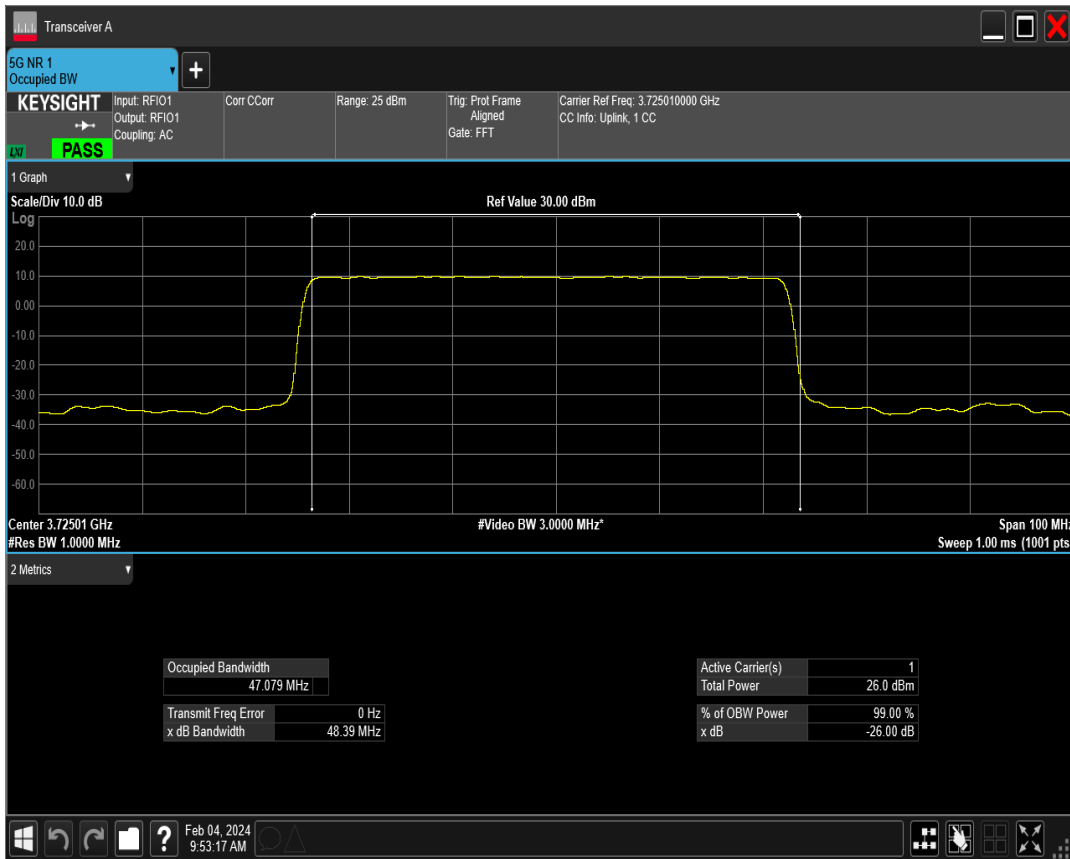 Transceiver A
5G NR 1
Occupied BW
KEYSIGHT
LXI
PASS
Input: RFIO1
Output: RFIO1
Coupling: AC
Corr CCorr
Range: 25 dBm
Trig: Prot Frame
Aligned
Gate: FFT
Carrier Ref Freq: 3.725010000 GHz
CC Info: Uplink, 1 CC
1 Graph
Scale/Div 10.0 dB
Ref Value 30.00 dBm
Log
20.0
10.0
0.00
-10.0
-20.0
-30.0
-40.0
-50.0
-60.0
Center 3.72501 GHz
#Video BW 3.0000 MHz*
Span 100 MHz
#Res BW 1.0000 MHz
Sweep 1.00 ms (1001 pts
2 Metrics
Occupied Bandwidth
47.079 MHz
Transmit Freq Error 0 Hz
x dB Bandwidth 48.39 MHz
Active Carrier(s) 1
Total Power 26.0 dBm
% of OBW Power 99.00 %
x dB -26.00 dB
?
Feb 04, 2024
9:53:17 AM